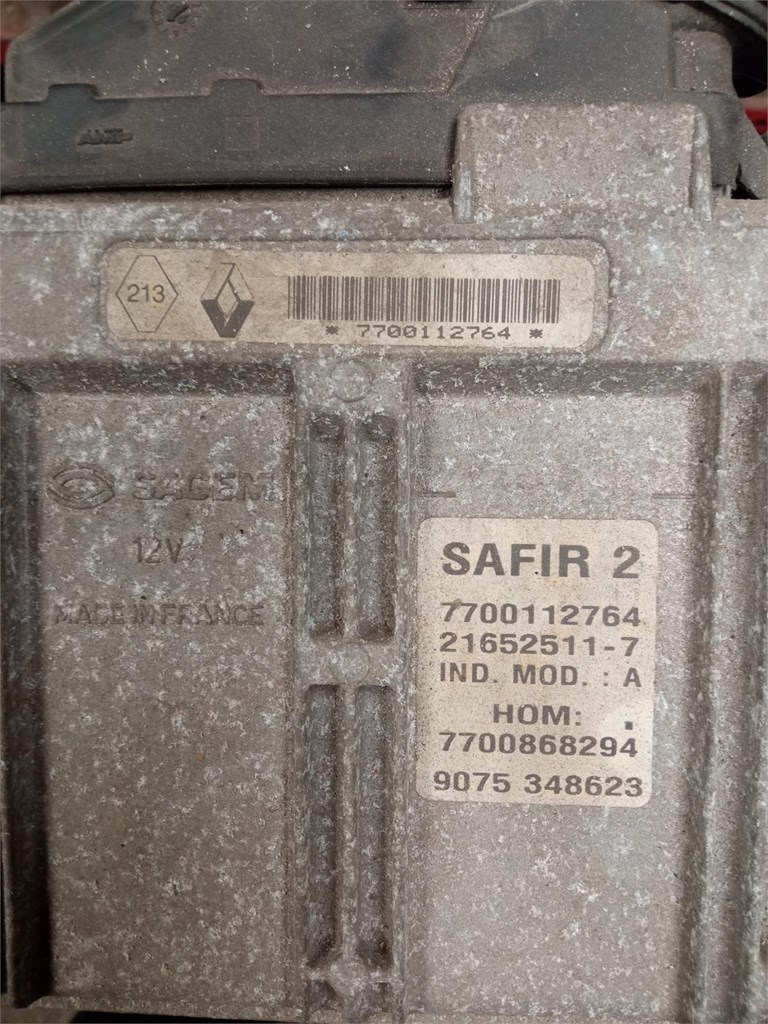 213
* 7700112764 *
SAGEM
12V
MADE IN FRANCE
SAFIR 2
7700112764
21652511-7
IND. MOD. : A
HOM: .
7700868294
9075 348623